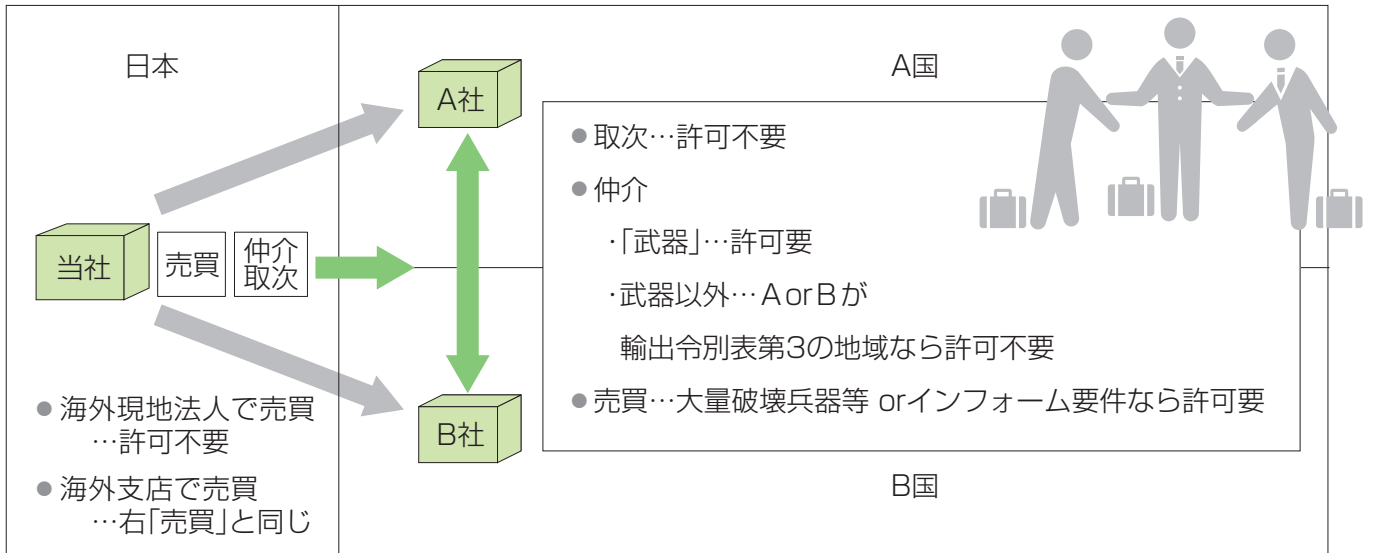 日本
A国
A社
当社
売買
仲介
取次
B社
●取次…許可不要
●仲介
・「武器」…許可要
・武器以外…AorBが
輸出令別表第3の地域なら許可不要
●売買…大量破壊兵器等 orインフォーム要件なら許可要
●海外現地法人で売買
…許可不要
●海外支店で売買
…右「売買」と同じ
B国